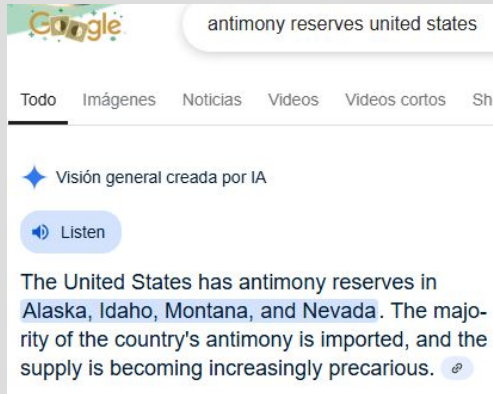 Google
antimony reserves united states
Todo Imágenes Noticias Videos Videos cortos Sh
Visión general creada por IA
Listen
The United States has antimony reserves in
Alaska, Idaho, Montana, and Nevada. The majo-
rity of the country's antimony is imported, and the
supply is becoming increasingly precarious.